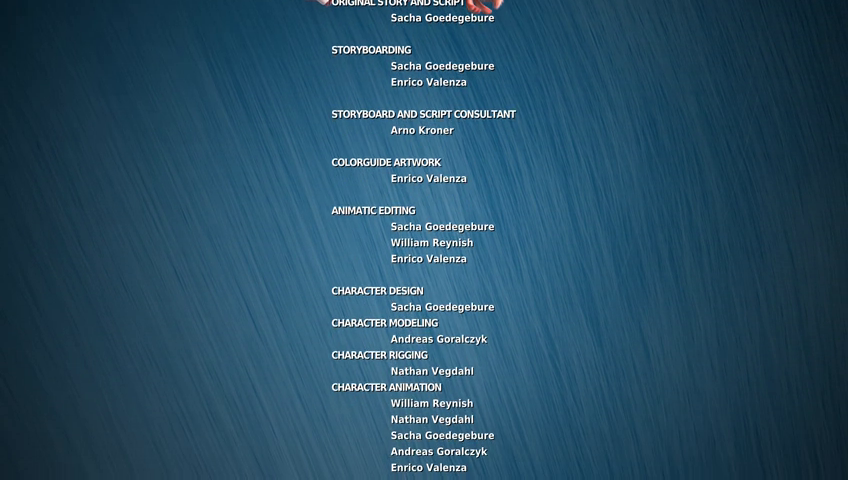 ORIGINAL STORY AND SCRIPT
Sacha Goedegebure
STORYBOARDING
Sacha Goedegebure
Enrico Valenza
STORYBOARD AND SCRIPT CONSULTANT
Arno Kroner
COLORGUIDE ARTWORK
Enrico Valenza
ANIMATIC EDITING
Sacha Goedegebure
William Reynish
Enrico Valenza
CHARACTER DESIGN
Sacha Goedegebure
CHARACTER MODELING
Andreas Goralczyk
CHARACTER RIGGING
Nathan Vegdahl
CHARACTER ANIMATION
William Reynish
Nathan Vegdahl
Sacha Goedegebure
Andreas Goralczyk
Enrico Valenza